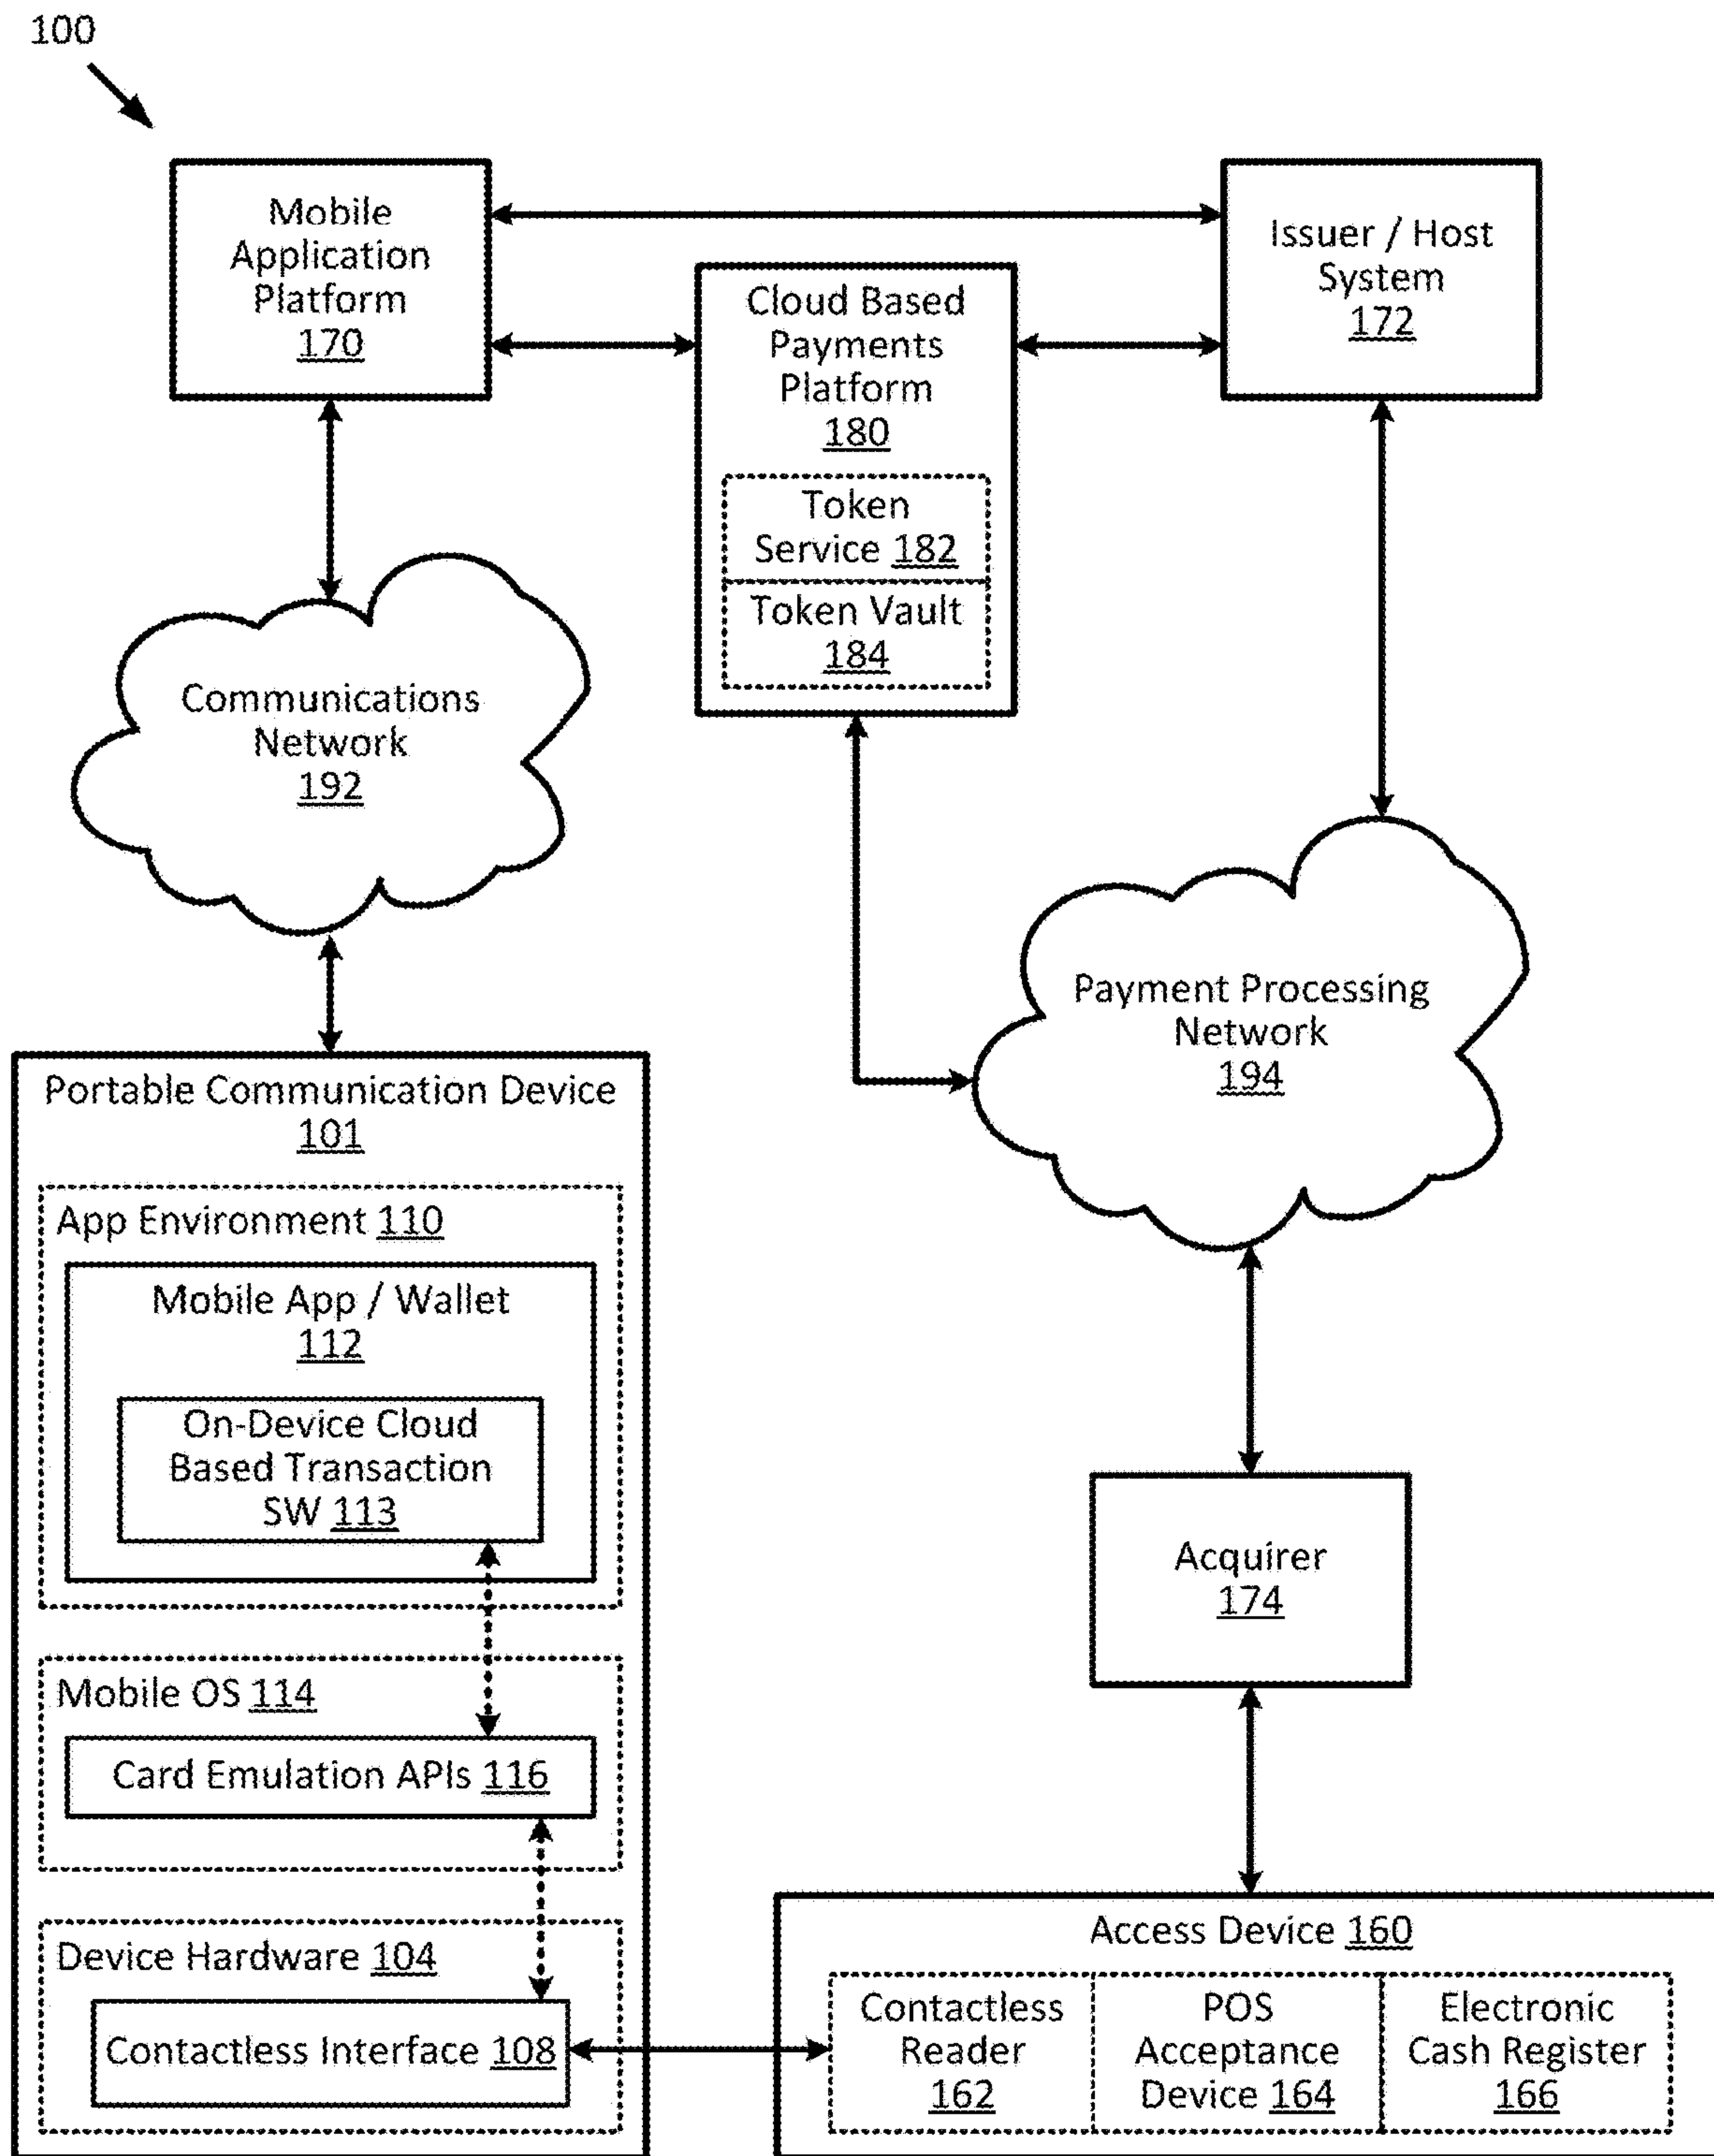 100
Mobile
Application
Platform
170
Issuer / Host
System
172
Cloud Based
Payments
Platform
180
Token
Service 182
Token Vault
184
Communications
Network
192
Payment Processing
Network
194
Portable Communication Device
101
App Environment 110
Mobile App / Wallet
112
On-Device Cloud
Based Transaction
SW 113
Mobile OS 114
Card Emulation APIs 116
Device Hardware 104
Contactless Interface 108
Acquirer
174
Access Device 160
Contactless
Reader
162
POS
Acceptance
Device 164
Electronic
Cash Register
166